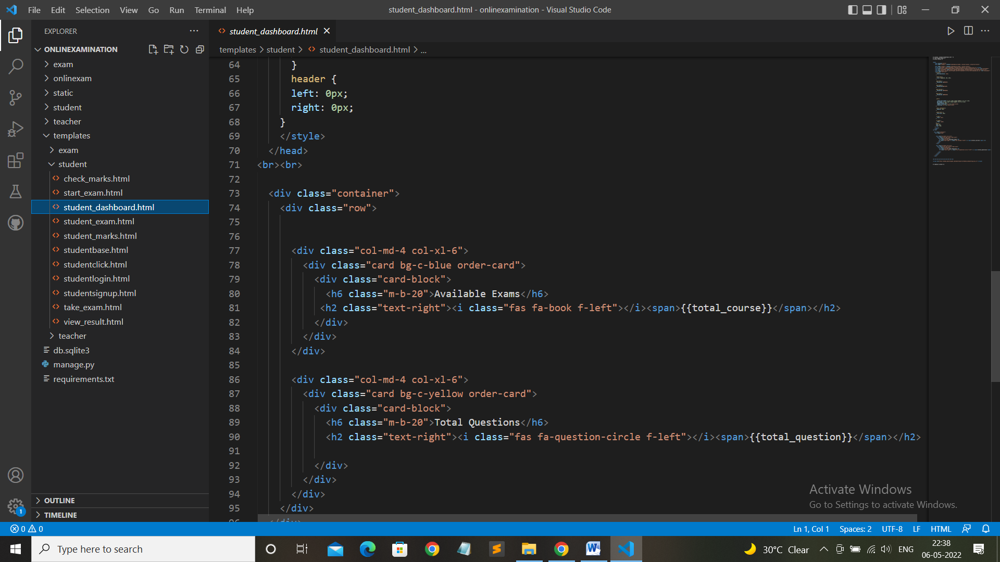 File Edit Selection View Go Run Terminal Help
student_dashboard.html - onlinexamination - Visual Studio Code
EXPLORER
ONLINEXAMINATION
exam
onlinexam
static
student
teacher
templates
exam
student
check_marks.html
start_exam.html
student_dashboard.html
student_exam.html
student_marks.html
studentbase.html
studentclick.html
studentlogin.html
studentsignup.html
take_exam.html
view_result.html
teacher
db.sqlite3
manage.py
requirements.txt
OUTLINE
TIMELINE
student_dashboard.html
templates > student > student_dashboard.html > ...
64 }
65 header {
66 left: 0px;
67 right: 0px;
68 }
69 </style>
70 </head>
71 <br><br>
72
73 <div class="container">
74 <div class="row">
75
76
77 <div class="col-md-4 col-xl-6">
78 <div class="card bg-c-blue order-card">
79 <div class="card-block">
80 <h6 class="m-b-20">Available Exams</h6>
81 <h2 class="text-right"><i class="fas fa-book f-left"></i><span>{{total_course}}</span></h2>
82 </div>
83 </div>
84 </div>
85
86 <div class="col-md-4 col-xl-6">
87 <div class="card bg-c-yellow order-card">
88 <div class="card-block">
89 <h6 class="m-b-20">Total Questions</h6>
90 <h2 class="text-right"><i class="fas fa-question-circle f-left"></i><span>{{total_question}}</span></h2>
91
92 </div>
93 </div>
94 </div>
95 </div>
96 </div>
Activate Windows
Go to Settings to activate Windows.
1
0 0
Ln 1, Col 1 Spaces: 2 UTF-8 LF HTML
Type here to search
30°C Clear
ENG
22:38
06-05-2022